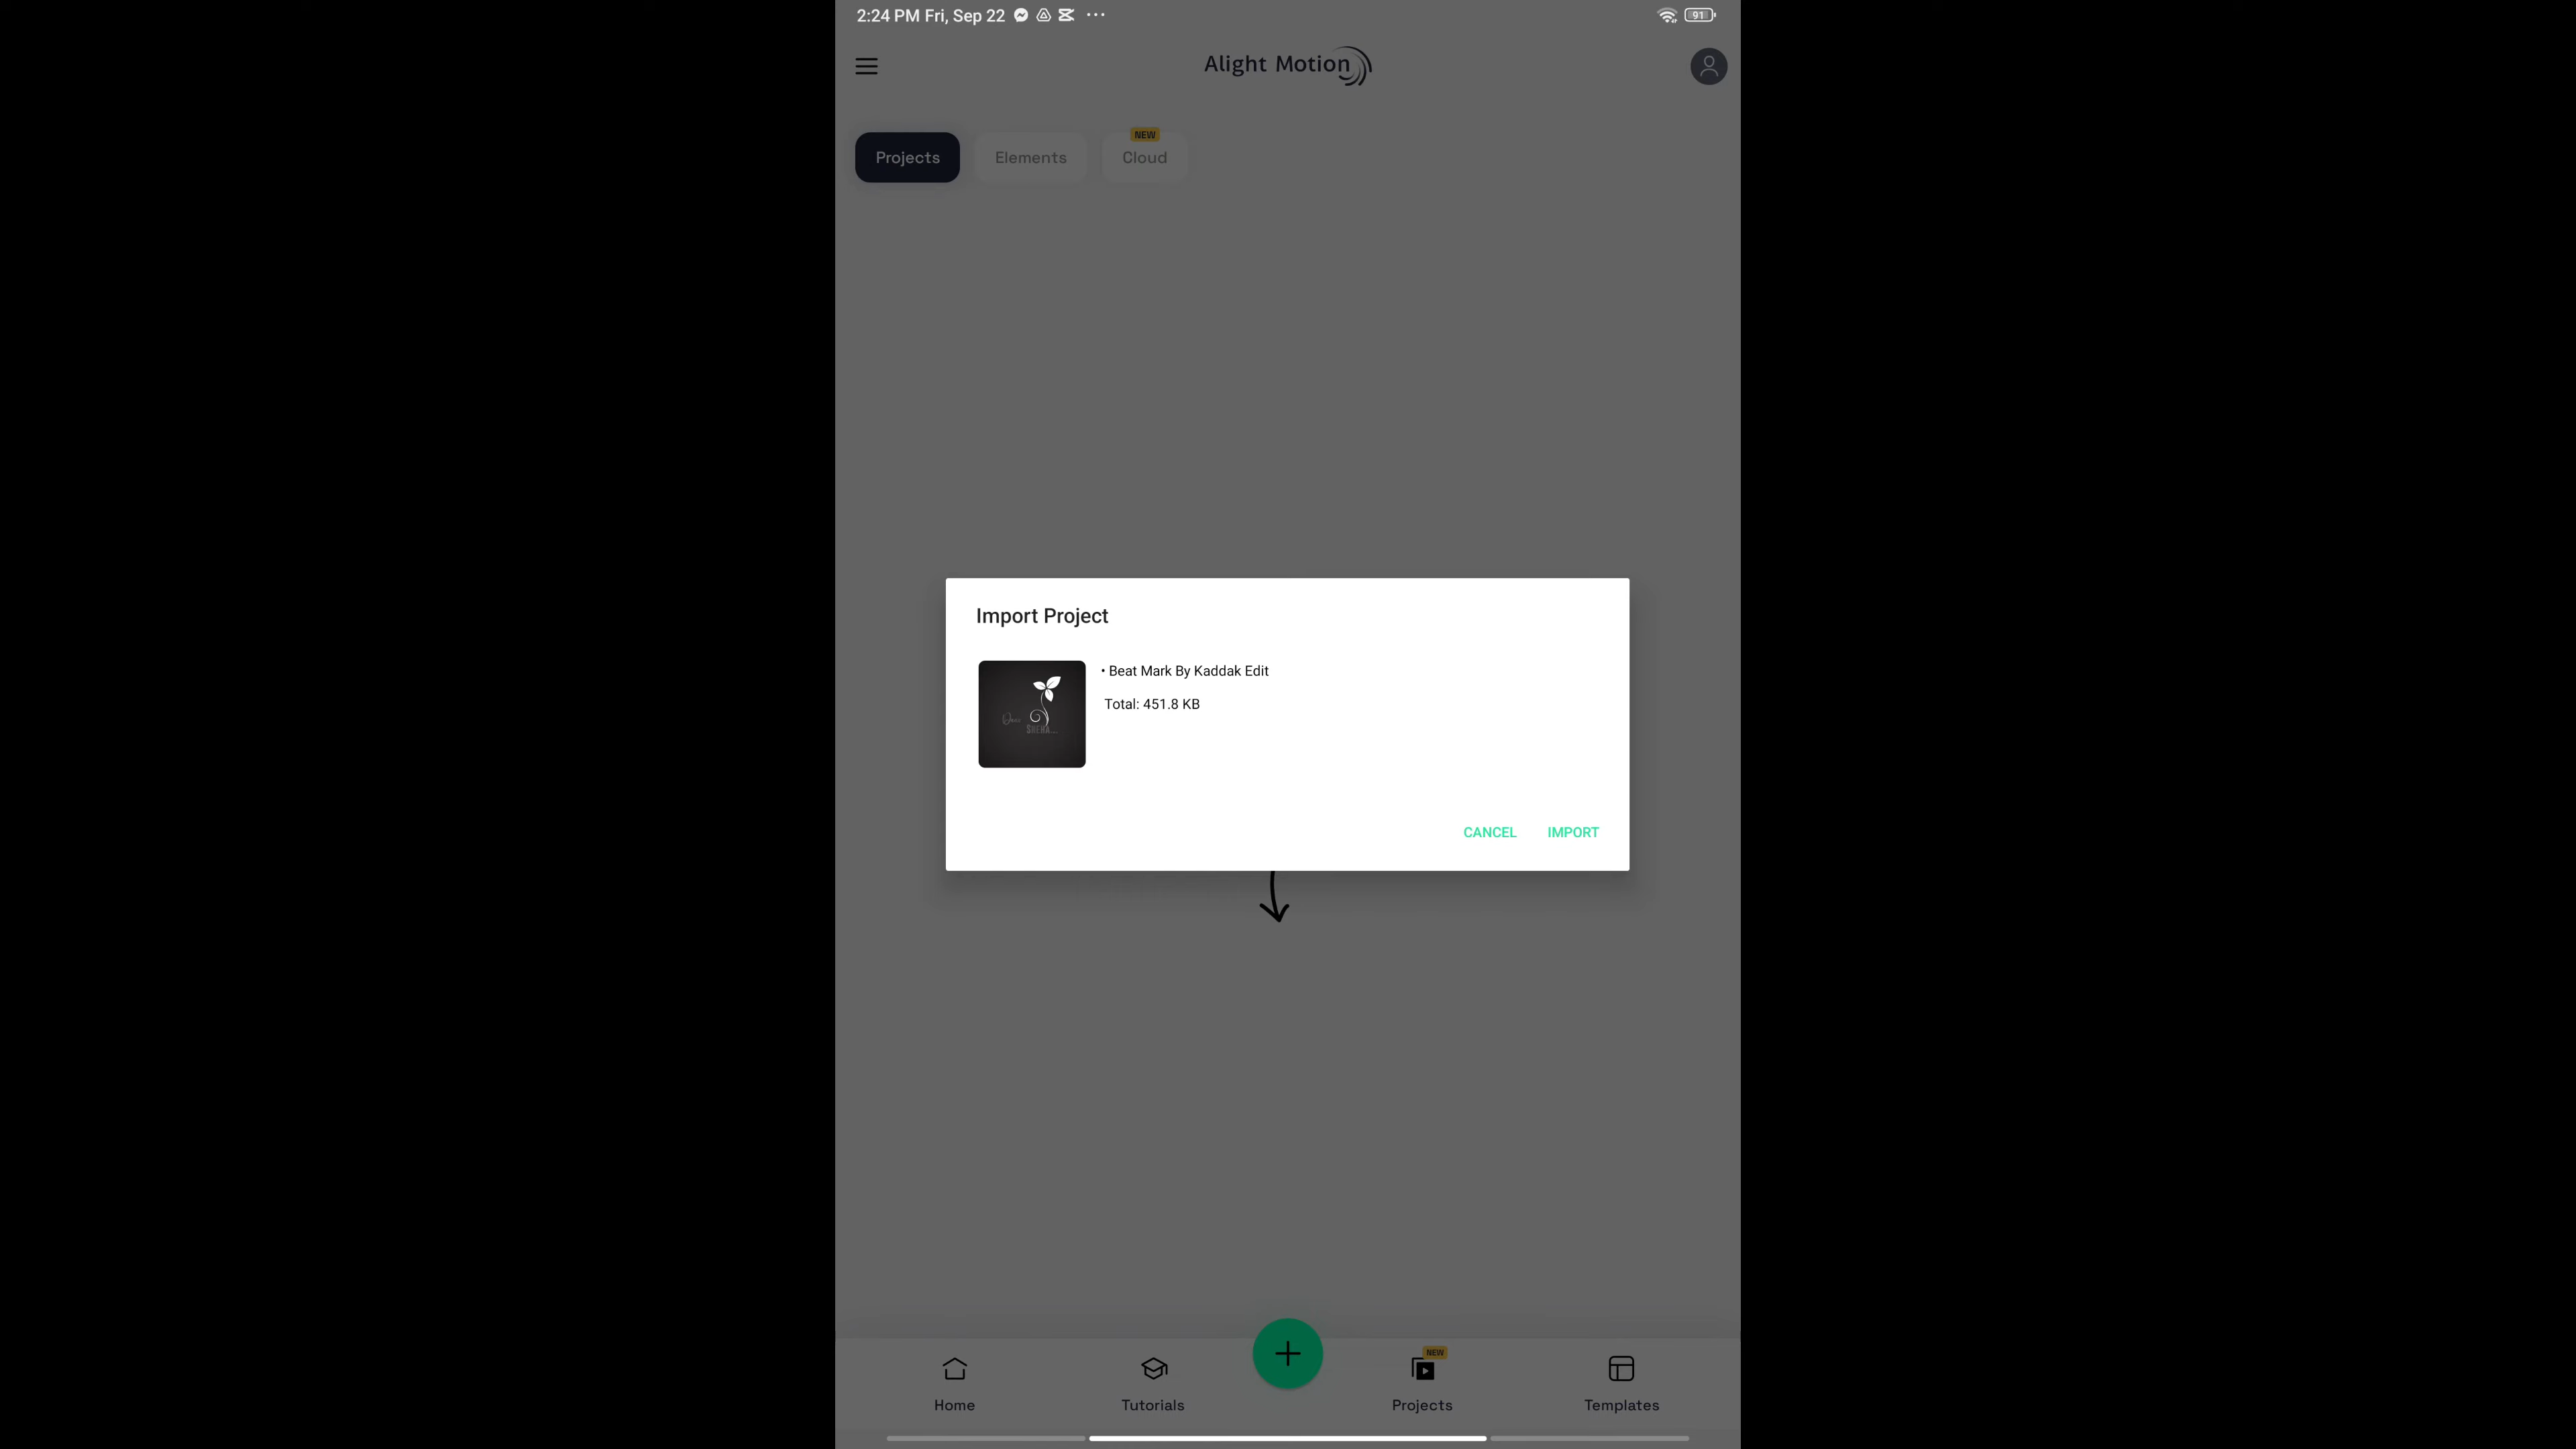 2:24 PM Fri, Sep 22
91
Alight Motion
Projects
Elements
NEW
Cloud
Import Project
• Beat Mark By Kaddak Edit
Total: 451.8 KB
CANCEL
IMPORT
NEW
Home
Tutorials
Projects
Templates